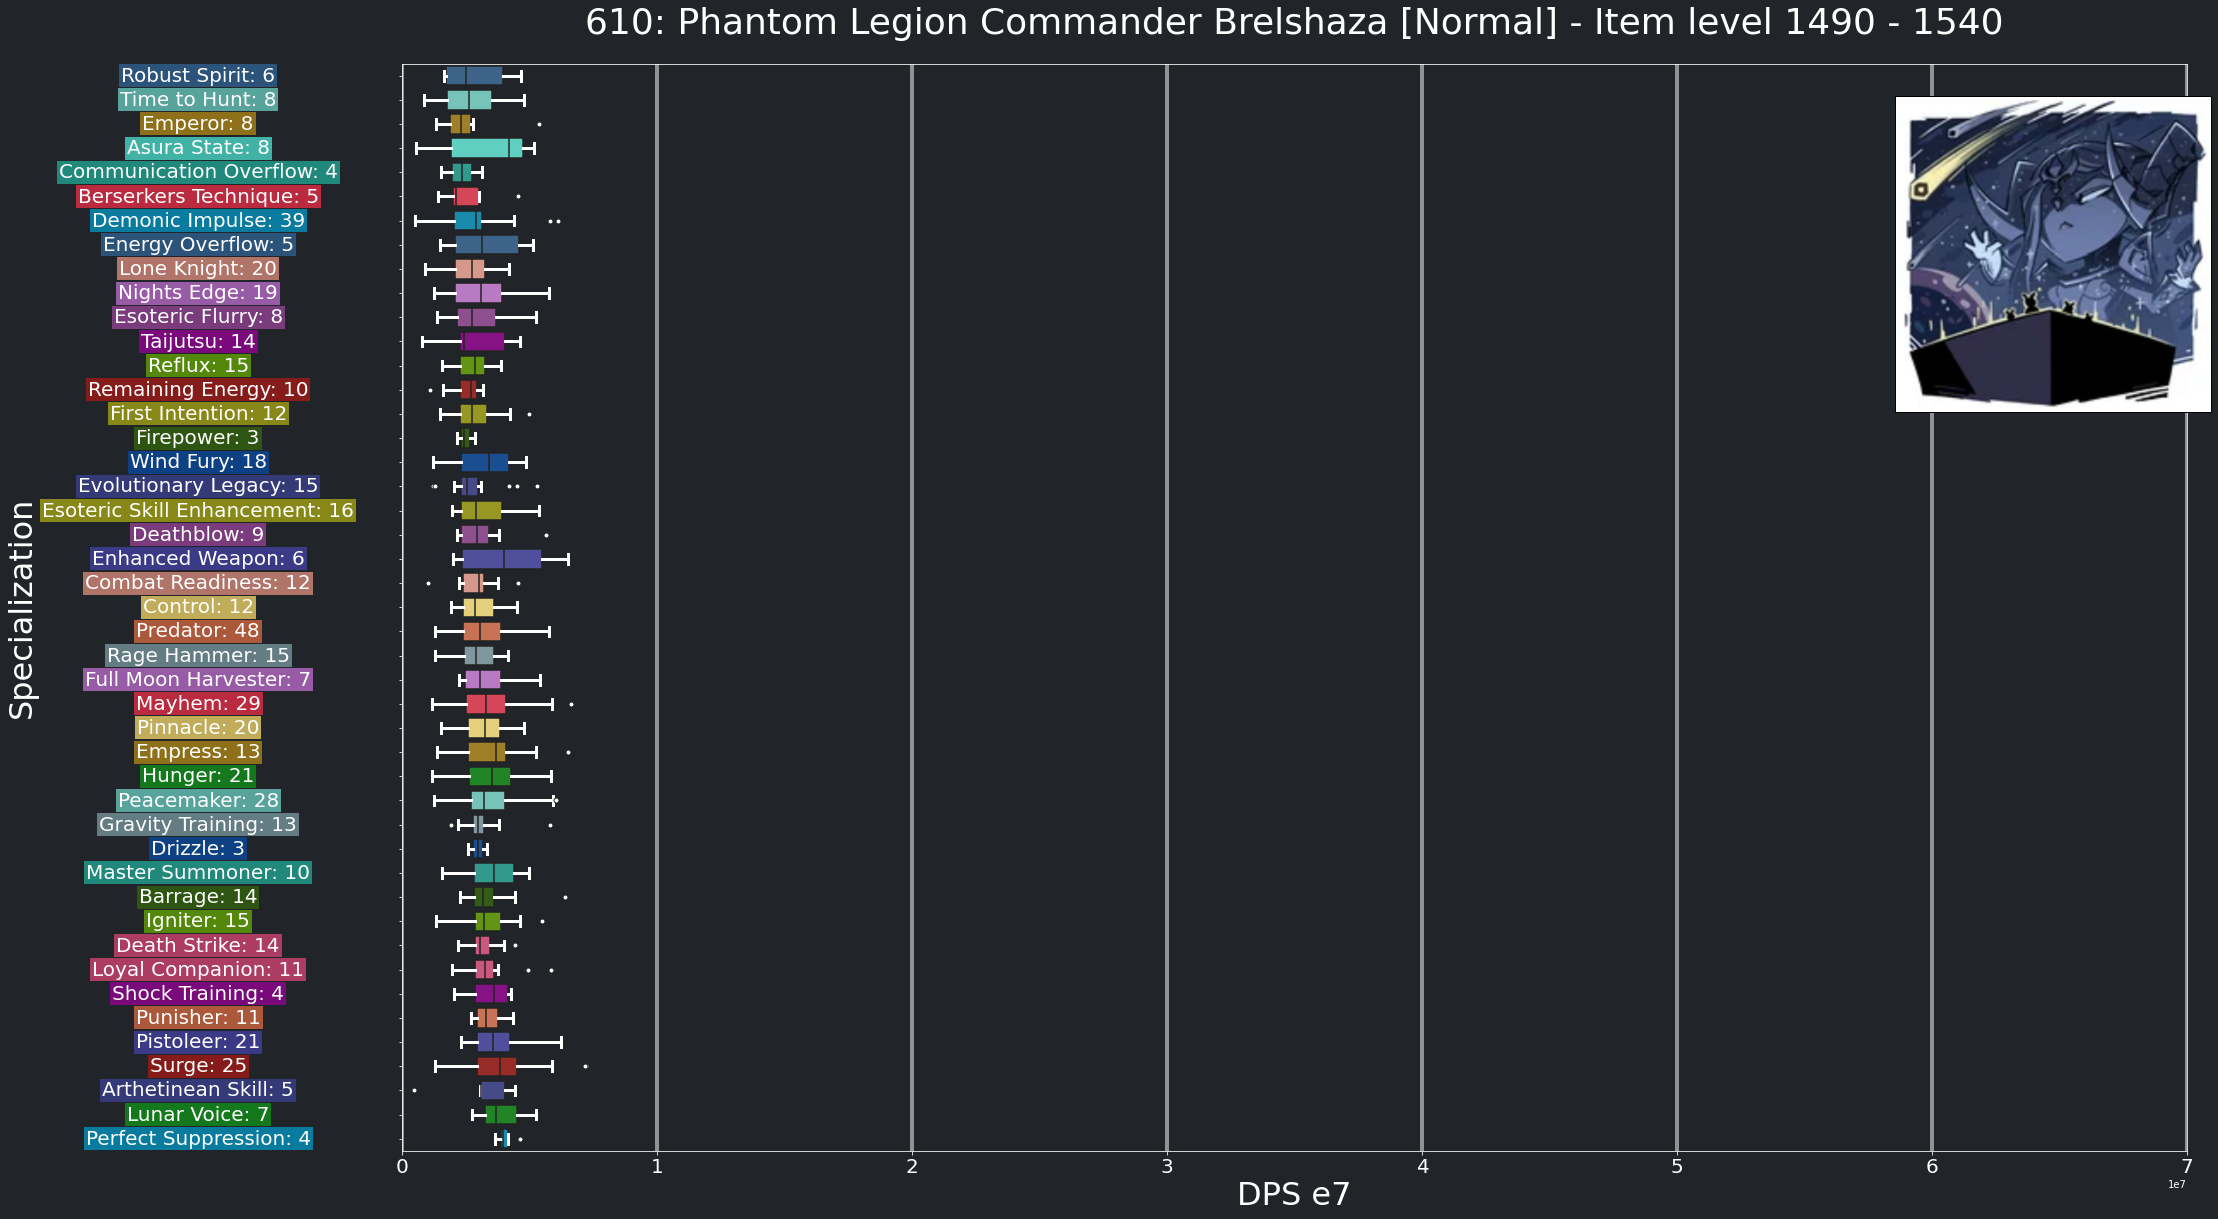 610: Phantom Legion Commander Brelshaza [Normal] - Item level 1490 - 1540
Robust Spirit: 6
Time to Hunt: 8
Emperor: 8
Asura State: 8
Communication Overflow: 4
Berserkers Technique: 5
Demonic Impulse: 39
Energy Overflow: 5
Lone Knight: 20
Nights Edge: 19
Esoteric Flurry: 8
Taijutsu: 14
Reflux: 15
Remaining Energy: 10
First Intention: 12
Firepower: 3
Wind Fury: 18
Evolutionary Legacy: 15
Esoteric Skill Enhancement: 16
Deathblow: 9
Enhanced Weapon: 6
Combat Readiness: 12
Control: 12
Predator: 48
Rage Hammer: 15
Full Moon Harvester: 7
Mayhem: 29
Pinnacle: 20
Empress: 13
Hunger: 21
Peacemaker: 28
Gravity Training: 13
Drizzle: 3
Master Summoner: 10
Barrage: 14
Igniter: 15
Death Strike: 14
Loyal Companion: 11
Shock Training: 4
Punisher: 11
Pistoleer: 21
Surge: 25
Arthetinean Skill: 5
Lunar Voice: 7
Perfect Suppression: 4
Specialization
0 1 2 3 4 5 6 7
1e7
DPS e7